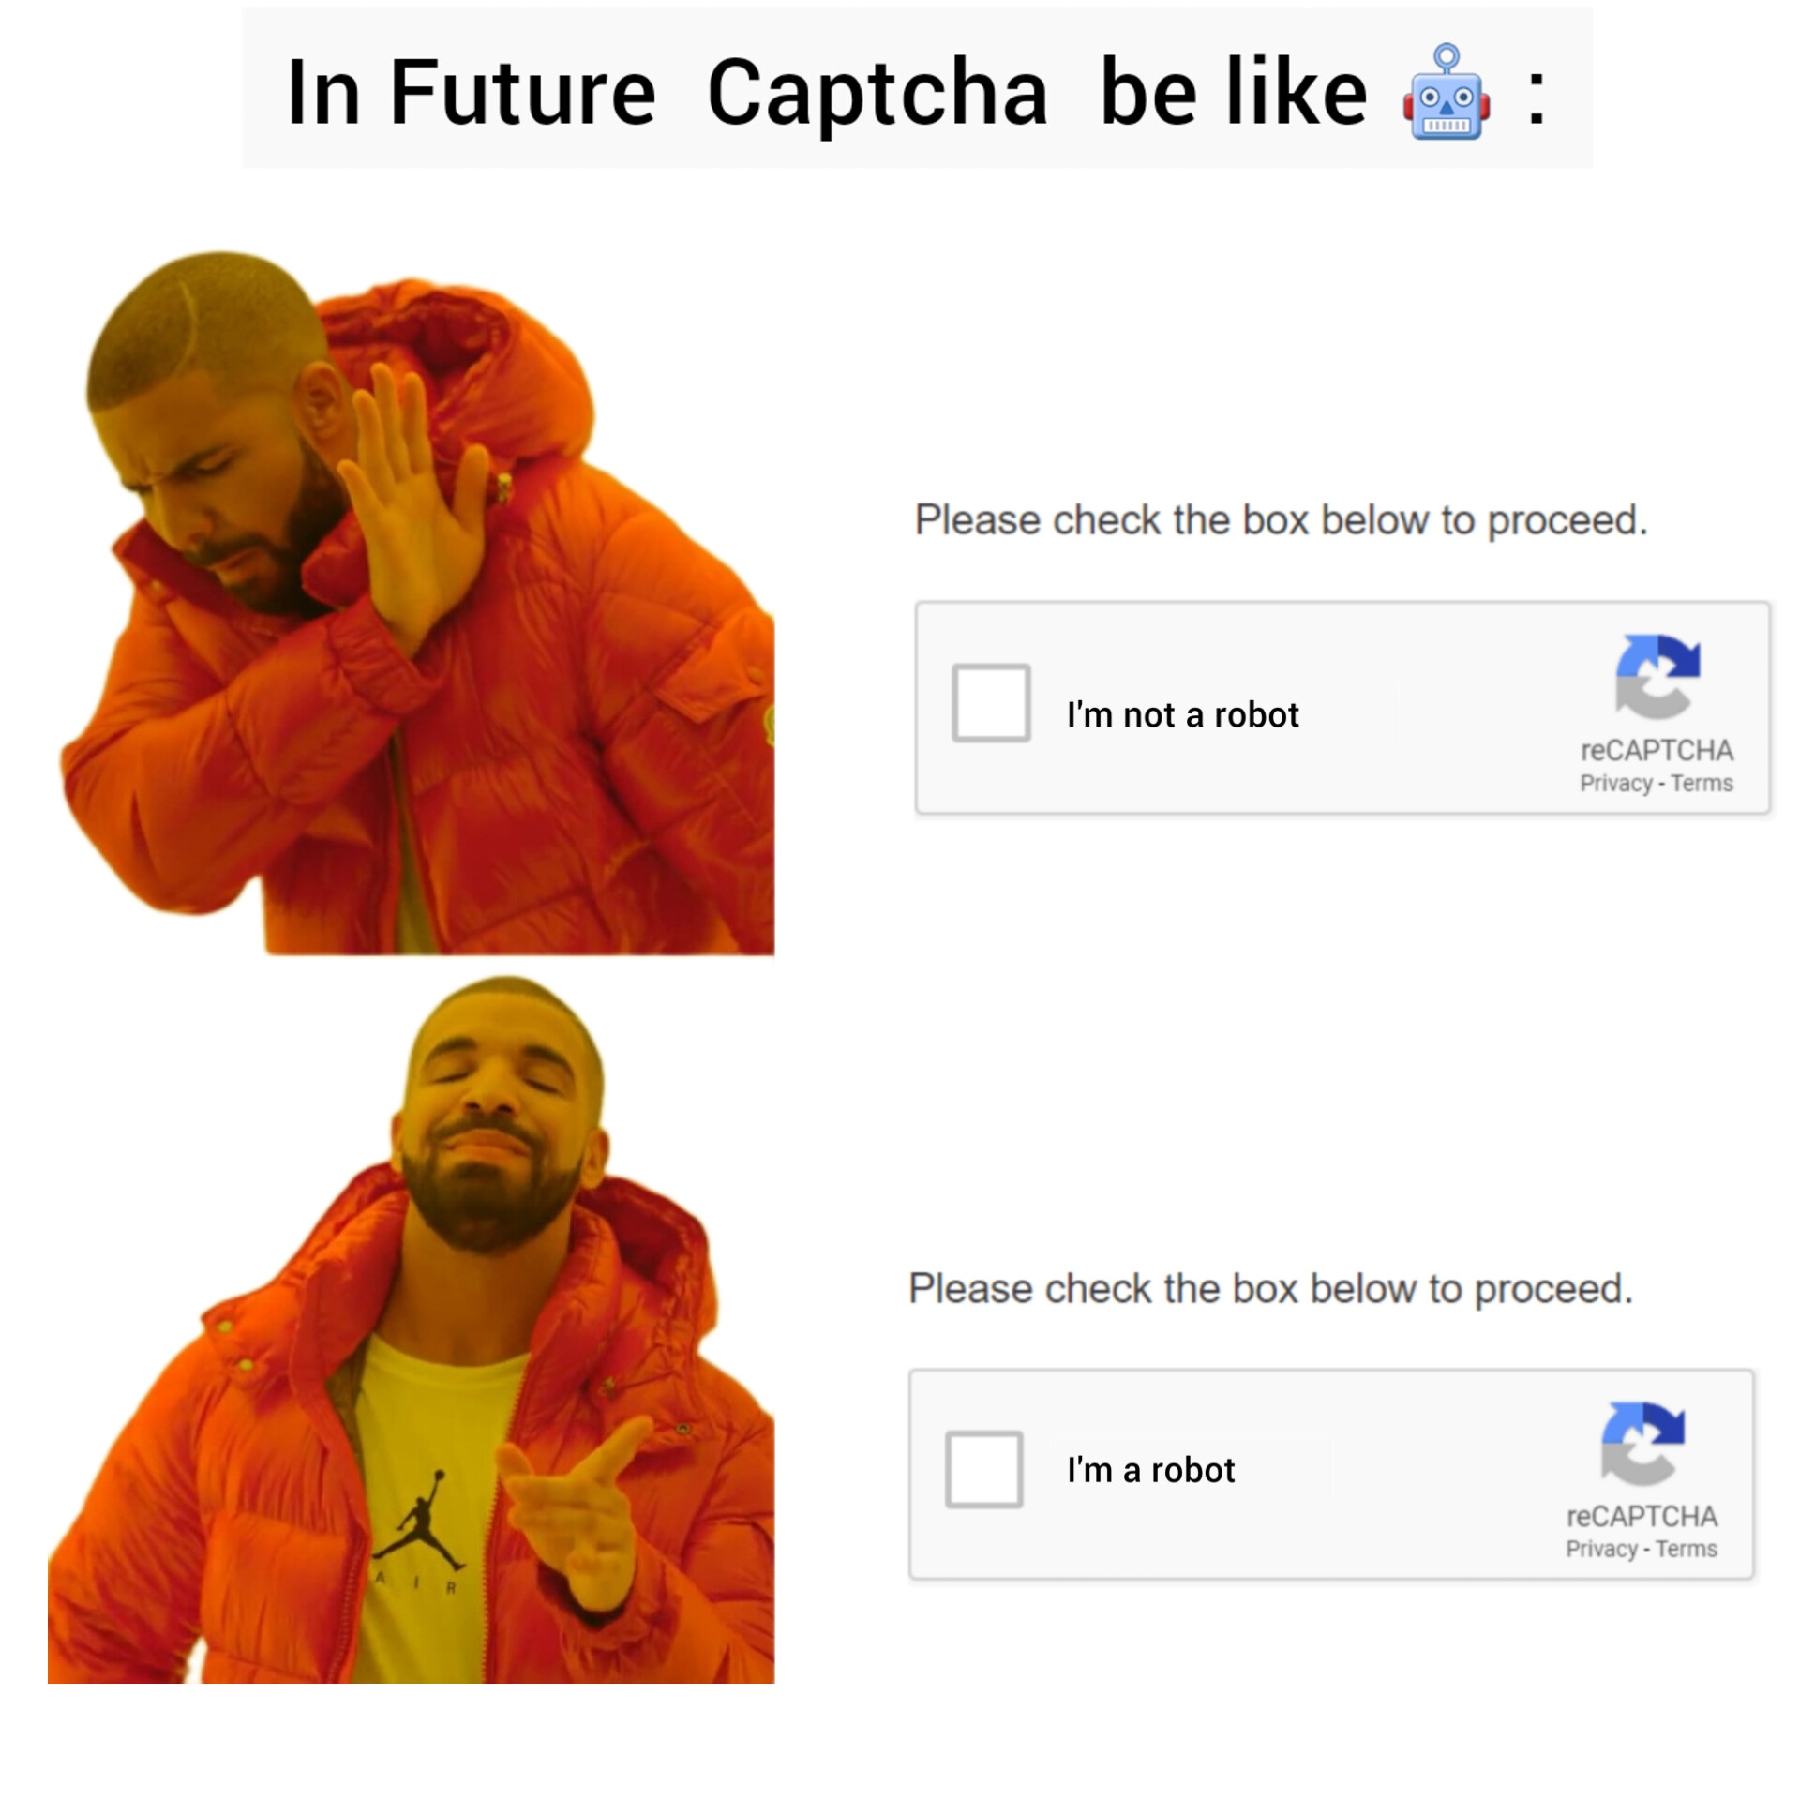 In Future Captcha be like 🤖 :
Please check the box below to proceed.
I'm not a robot
reCAPTCHA
Privacy - Terms
Please check the box below to proceed.
I'm a robot
reCAPTCHA
Privacy - Terms
AIR